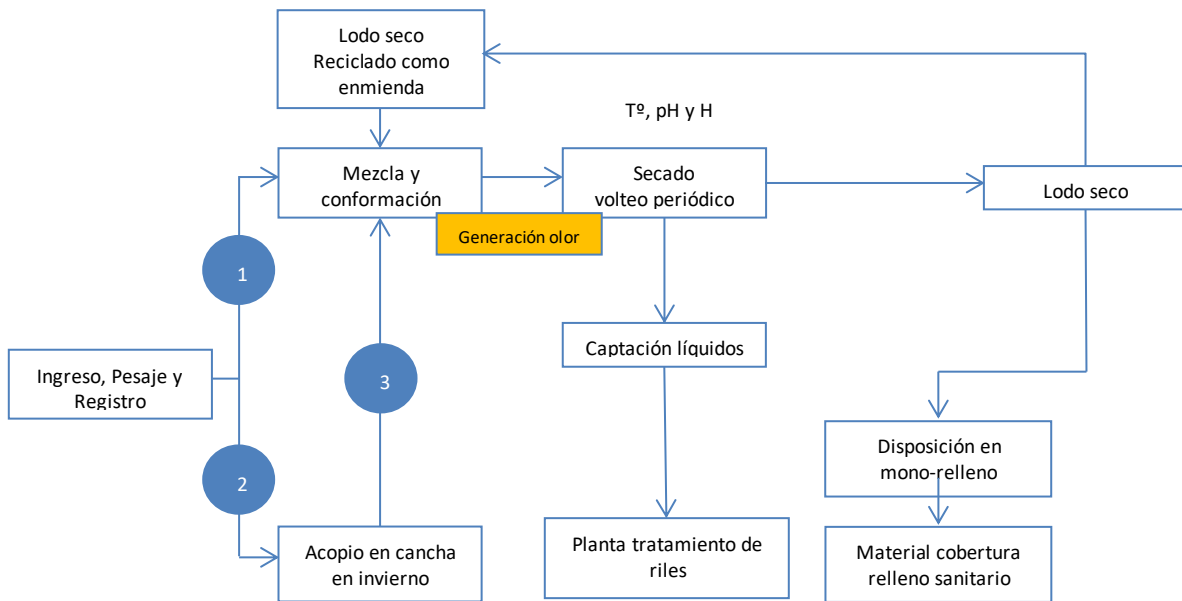 Lodo seco
Reciclado como
enmienda
Tº, pH y H
Mezcla y
conformación
Secado
volteo periódico
Lodo seco
Generación olor
1
Captación líquidos
Ingreso, Pesaje y
Registro
3
Disposición en
mono-relleno
2
Acopio en cancha
en invierno
Planta tratamiento de
riles
Material cobertura
relleno sanitario